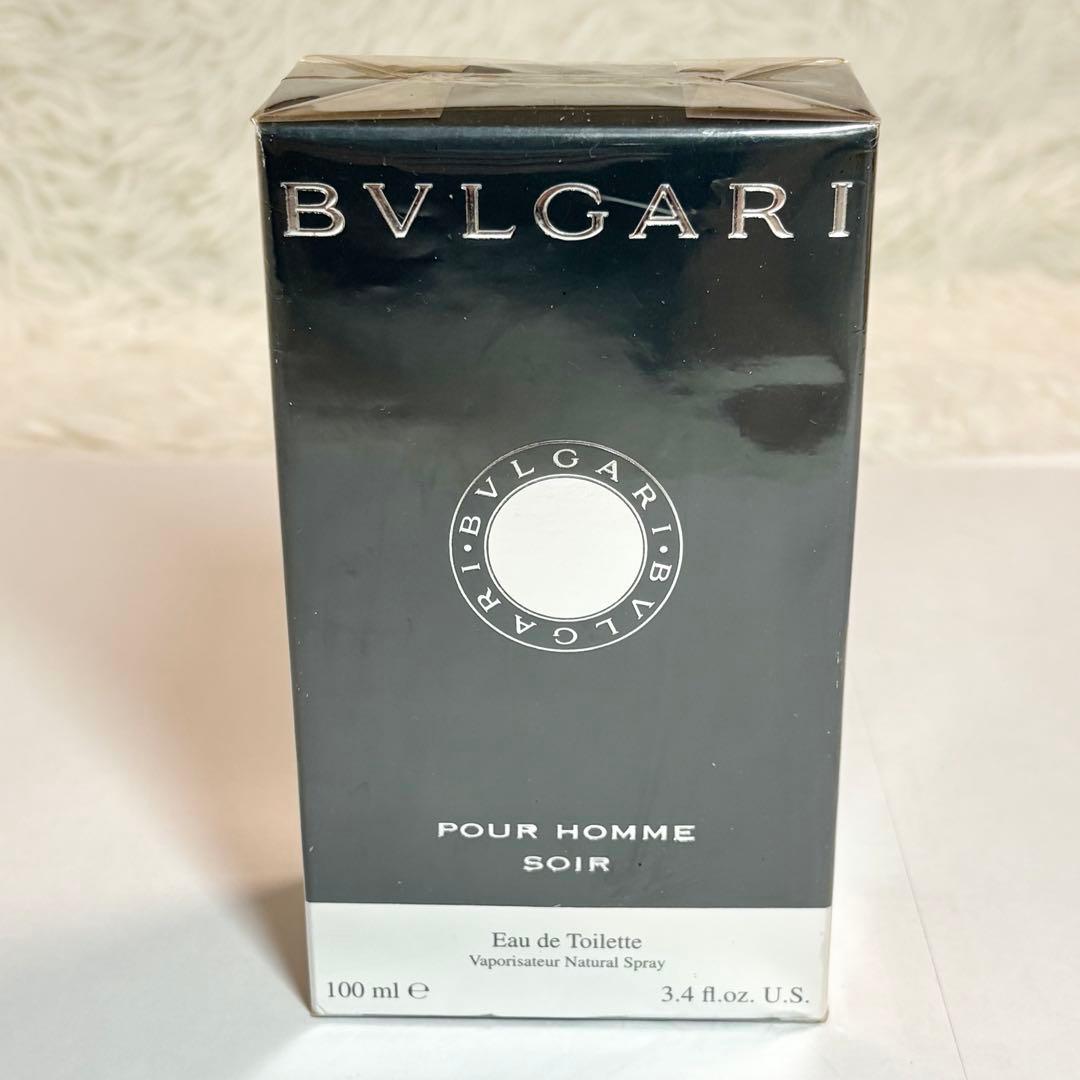 BVLGARI
BVLGARI•BVLGARI•
POUR HOMME
SOIR
Eau de Toilette
Vaporisateur Natural Spray
100 ml ℮
3.4 fl.oz. U.S.